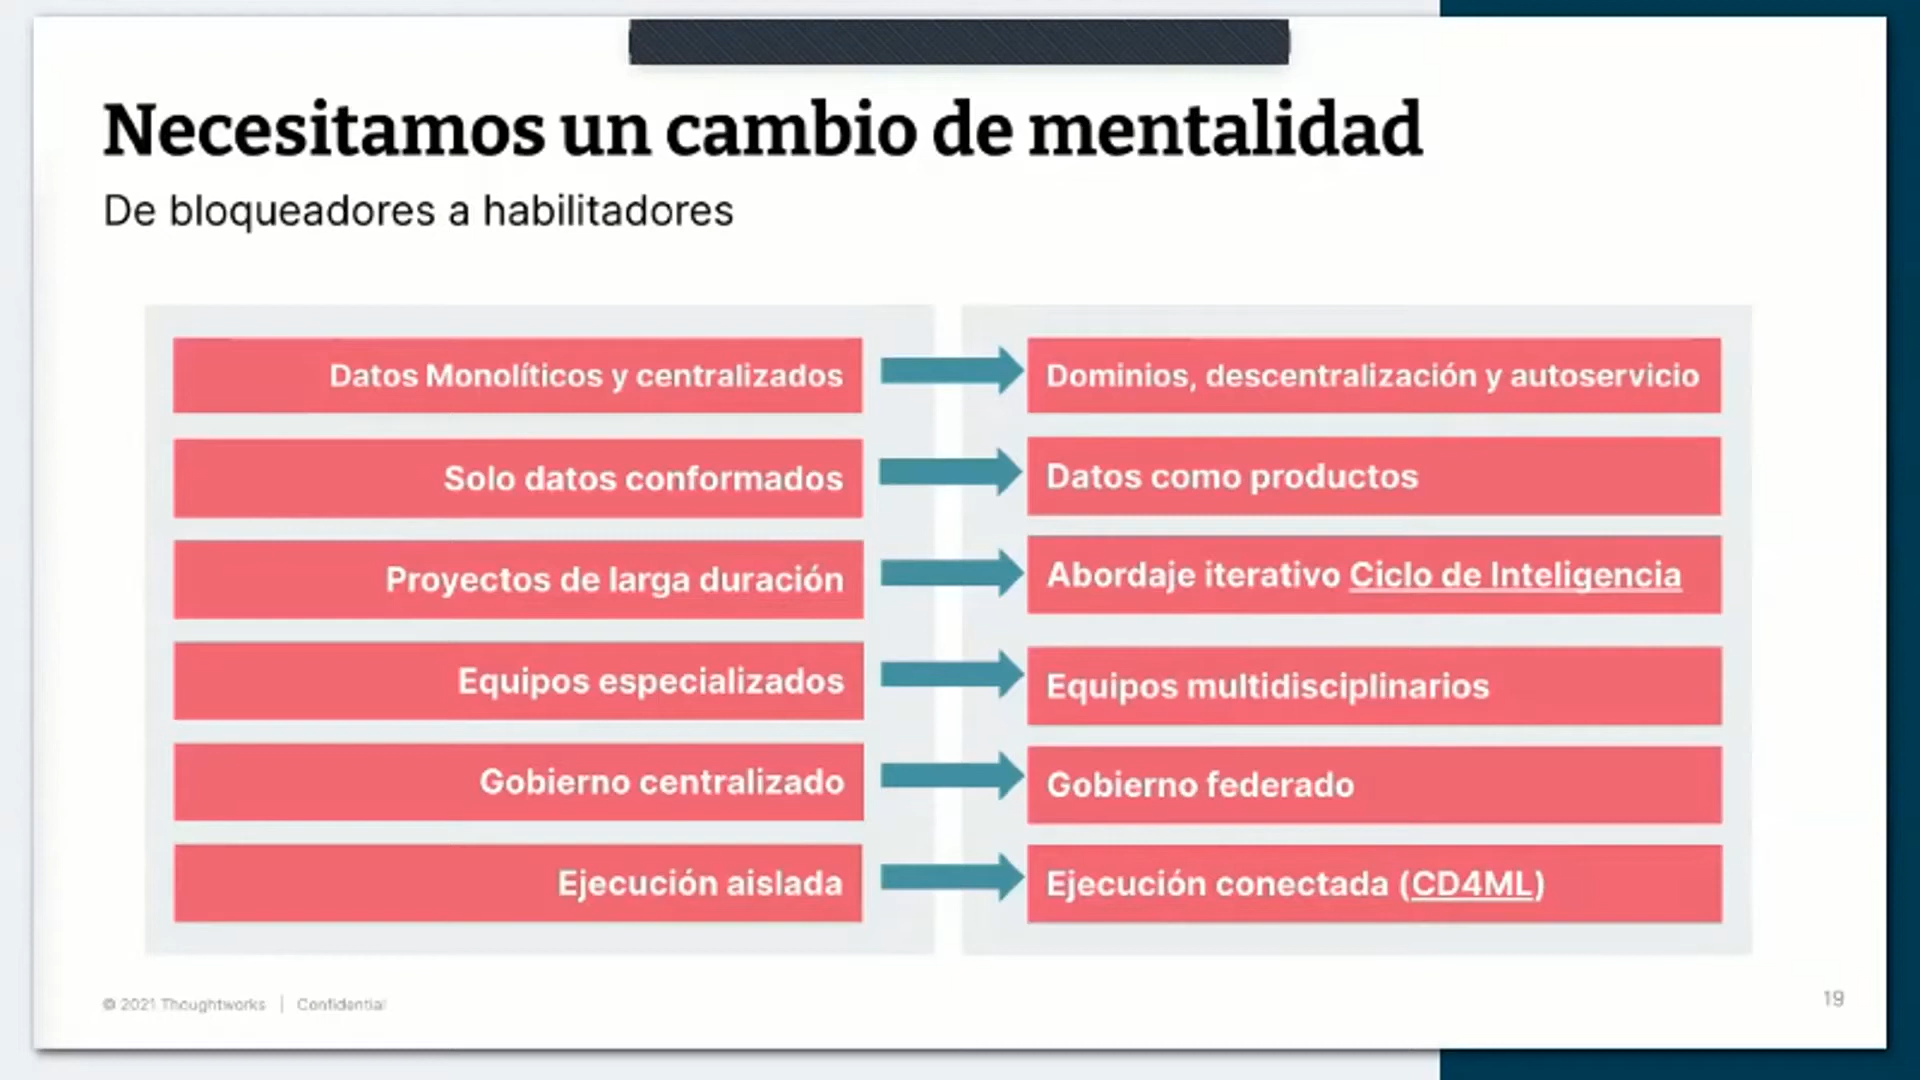 Necesitamos un cambio de mentalidad
De bloqueadores a habilitadores
Datos Monolíticos y centralizados
Dominios, descentralización y autoservicio
Solo datos conformados
Datos como productos
Proyectos de larga duración
Abordaje iterativo Ciclo de Inteligencia
Equipos especializados
Equipos multidisciplinarios
Gobierno centralizado
Gobierno federado
Ejecución aislada
Ejecución conectada (CD4ML)
© 2021 Thoughtworks | Confidential
19